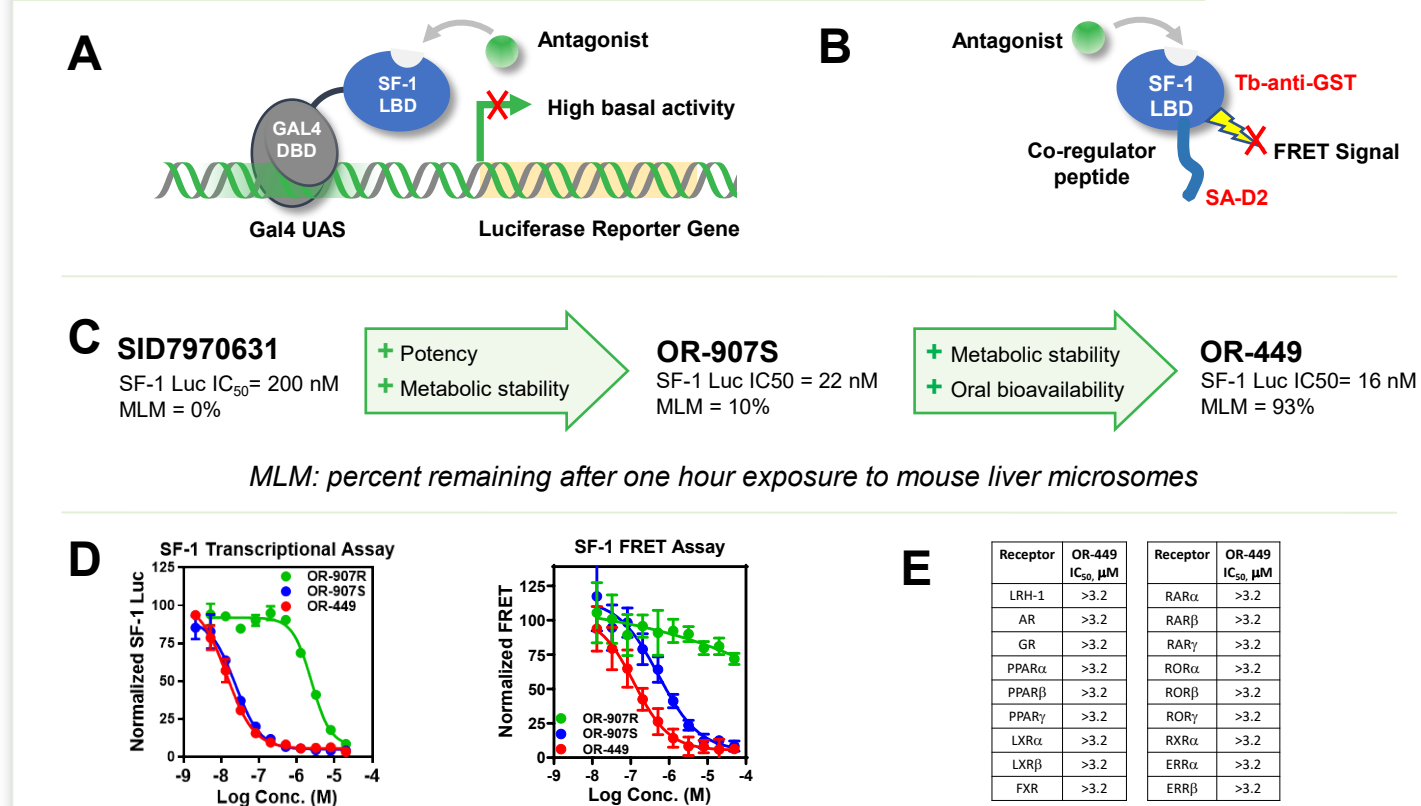 A
Antagonist
SF-1
LBD
High basal activity
GAL4
DBD
Gal4 UAS
Luciferase Reporter Gene
B
Antagonist
SF-1
LBD
Tb-anti-GST
Co-regulator
peptide
FRET Signal
SA-D2
C
SID7970631
SF-1 Luc IC50= 200 nM
MLM = 0%
+ Potency
+ Metabolic stability
OR-907S
SF-1 Luc IC50 = 22 nM
MLM = 10%
+ Metabolic stability
+ Oral bioavailability
OR-449
SF-1 Luc IC50= 16 nM
MLM = 93%
MLM: percent remaining after one hour exposure to mouse liver microsomes
D
SF-1 Transcriptional Assay
Normalized SF-1 Luc
125
100
75
50
25
0
OR-907R
OR-907S
OR-449
-9 -8 -7 -6 -5 -4
Log Conc. (M)
SF-1 FRET Assay
Normalized FRET
125
100
75
50
25
0
OR-907R
OR-907S
OR-449
-9 -8 -7 -6 -5 -4
Log Conc. (M)
E
Receptor OR-449 IC50, µM
LRH-1 >3.2
AR >3.2
GR >3.2
PPARα >3.2
PPARβ >3.2
PPARγ >3.2
LXRα >3.2
LXRβ >3.2
FXR >3.2
Receptor OR-449 IC50, µM
RARα >3.2
RARβ >3.2
RARγ >3.2
RORα >3.2
RORβ >3.2
RORγ >3.2
RXRα >3.2
ERRα >3.2
ERRβ >3.2